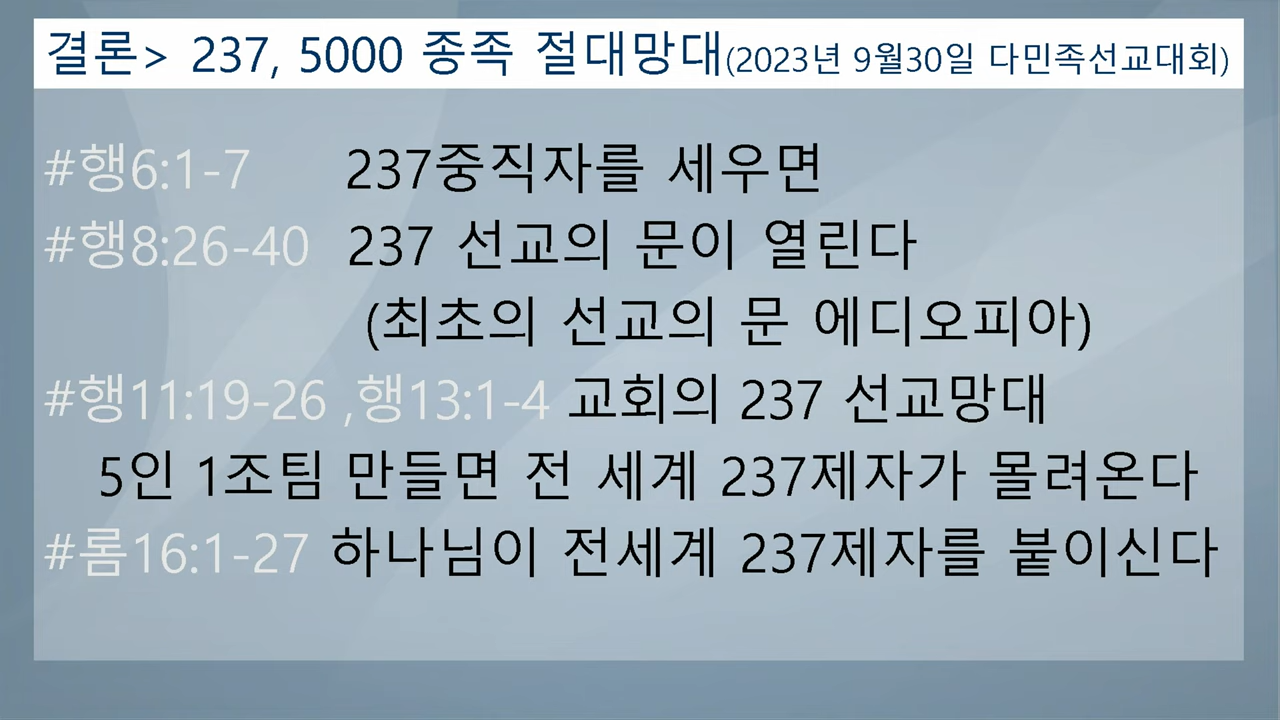 결론> 237, 5000 종족 절대망대(2023년 9월30일 다민족선교대회)
#행6:1-7 237중직자를 세우면
#행8:26-40 237 선교의 문이 열린다
(최초의 선교의 문 에디오피아)
#행11:19-26 ,행13:1-4 교회의 237 선교망대
5인 1조팀 만들면 전 세계 237제자가 몰려온다
#롬16:1-27 하나님이 전세계 237제자를 붙이신다